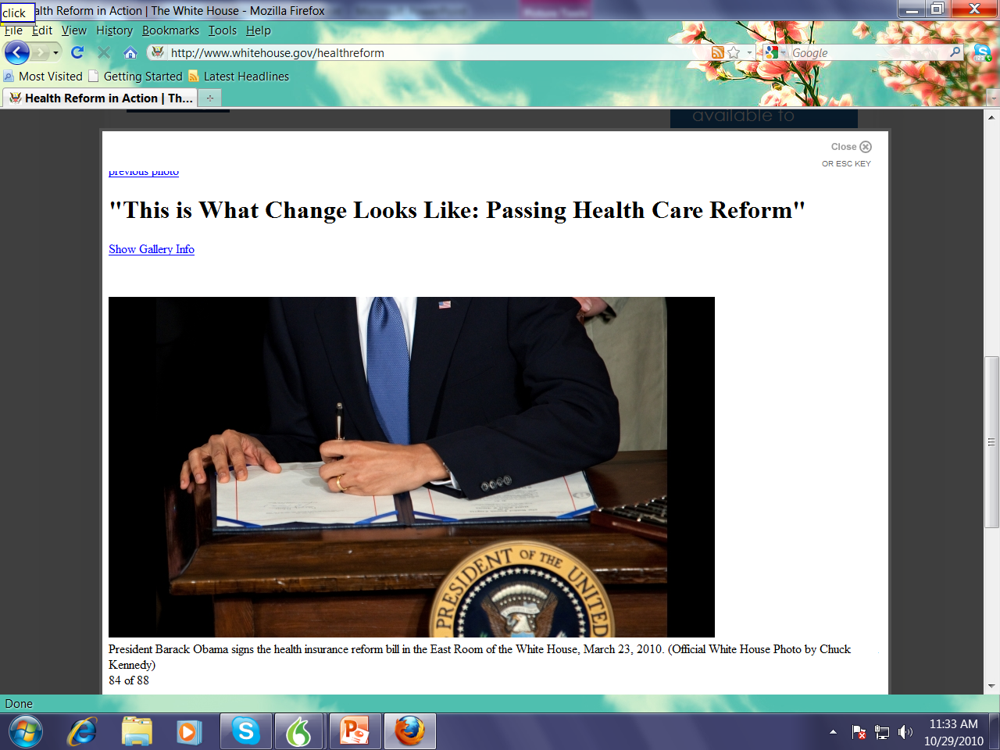 click
alth Reform in Action | The White House - Mozilla Firefox
File Edit View History Bookmarks Tools Help
http://www.whitehouse.gov/healthreform
Google
Most Visited Getting Started Latest Headlines
Health Reform in Action | Th...
available to
Close
OR ESC KEY
previous photo
"This is What Change Looks Like: Passing Health Care Reform"
Show Gallery Info
PRESIDENT OF THE UNITED
President Barack Obama signs the health insurance reform bill in the East Room of the White House, March 23, 2010. (Official White House Photo by Chuck
Kennedy)
84 of 88
Done
11:33 AM
10/29/2010